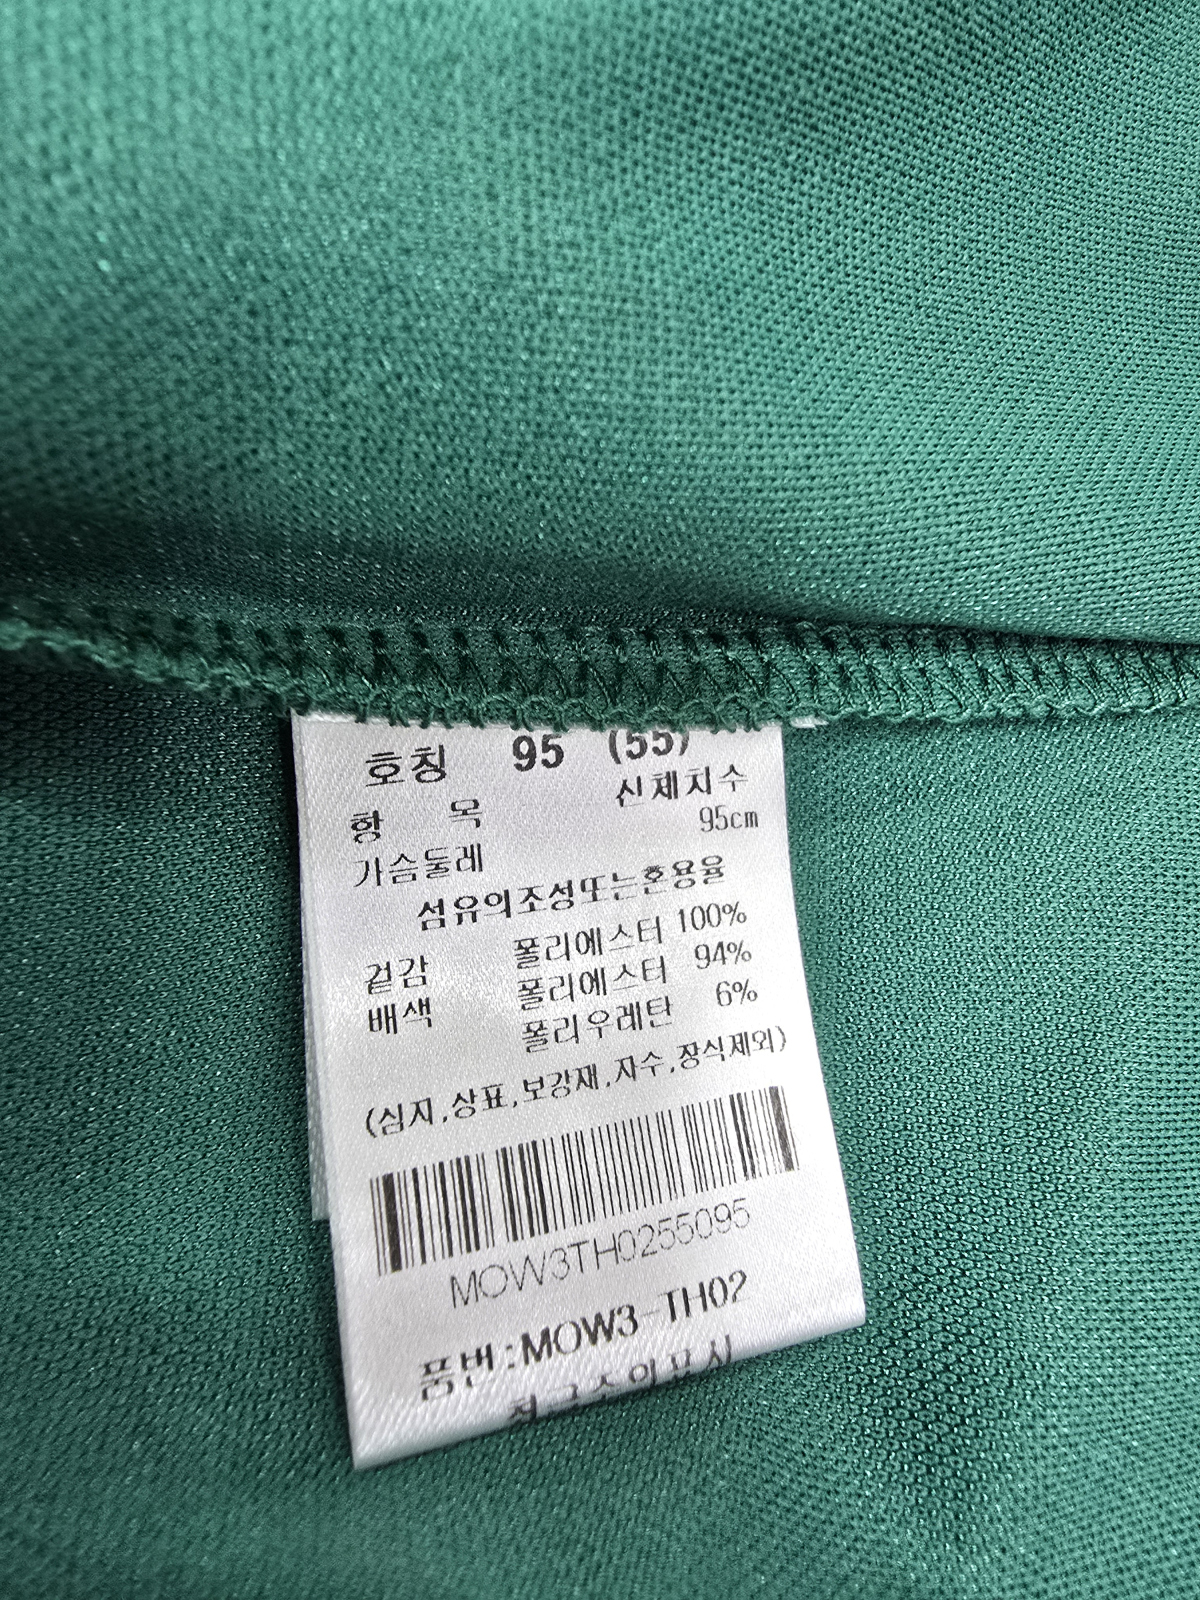 호칭 95 (55)
항 목 신체치수
가슴둘레 95cm
섬유의조성또는혼용율
겉감 폴리에스터 100%
배색 폴리에스터 94%
폴리우레탄 6%
(심지,상표,보강재,자수,장식제외)
MOW3TH0255095
품번:MOW3-TH02